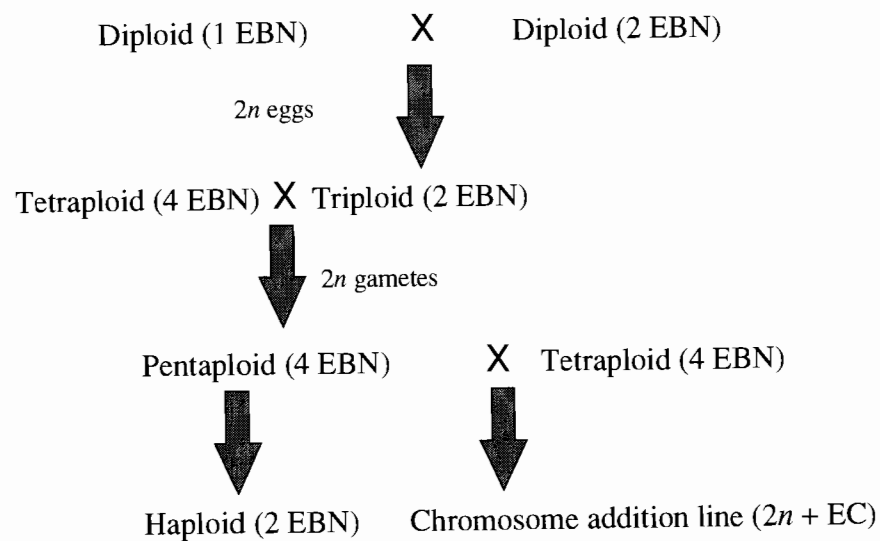 Diploid (1 EBN) X Diploid (2 EBN)
2n eggs
Tetraploid (4 EBN) X Triploid (2 EBN)
2n gametes
Pentaploid (4 EBN) X Tetraploid (4 EBN)
Haploid (2 EBN) Chromosome addition line (2n + EC)